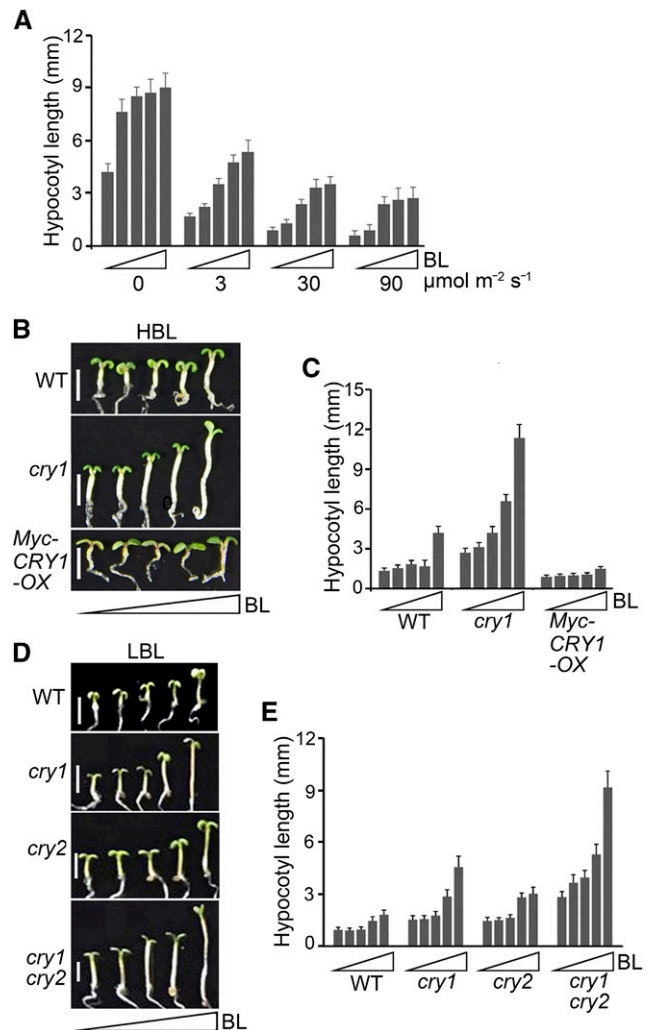 A
Hypocotyl length (mm)
12
9
6
3
0
BL
0 3 30 90 μmol m⁻² s⁻¹
B
HBL
WT
cry1
0
Myc-
CRY1
-OX
BL
C
Hypocotyl length (mm)
15
12
9
6
3
0
BL
WT cry1 Myc-
CRY1
-OX
D
LBL
WT
cry1
cry2
cry1
cry2
BL
E
Hypocotyl length (mm)
12
9
6
3
0
BL
WT cry1 cry2 cry1
cry2